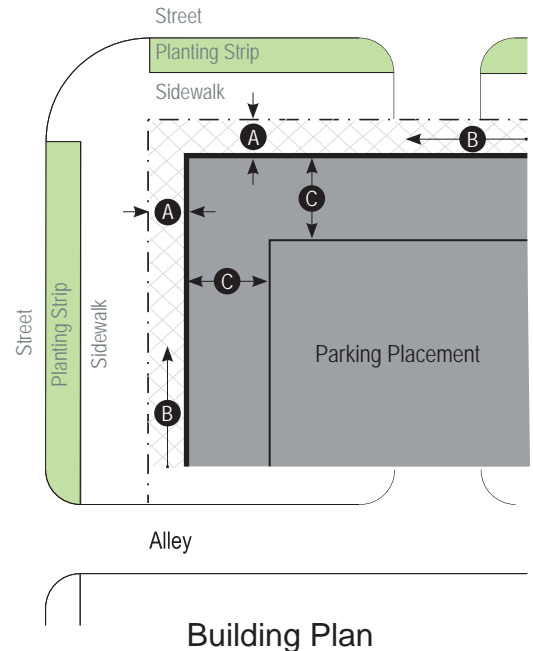 Street
Planting Strip
Sidewalk
A
B
A
C
C
Street
Planting Strip
Sidewalk
Parking Placement
B
Alley
Building Plan